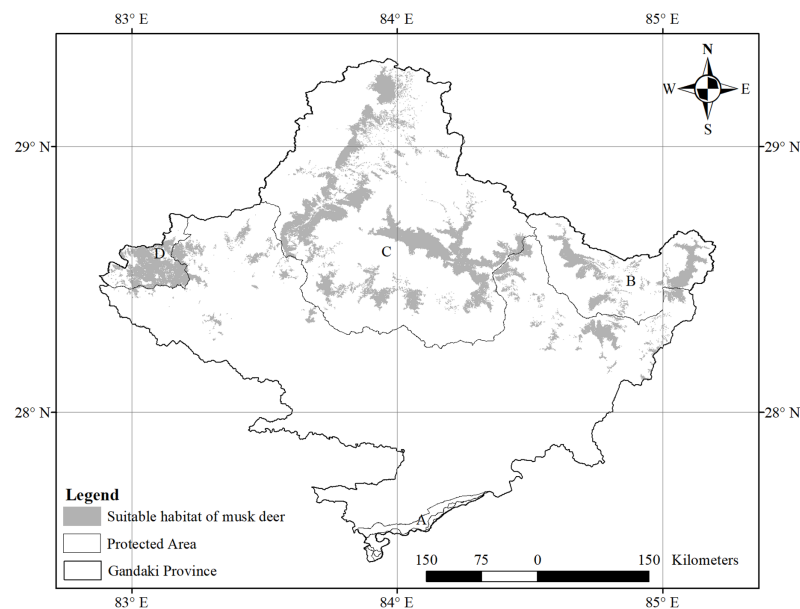 83° E 84° E 85° E
N
W E
S
29° N 29° N
D
C
B
28° N 28° N
Legend
Suitable habitat of musk deer
Protected Area
Gandaki Province
A
150 75 0 150 Kilometers
83° E 84° E 85° E